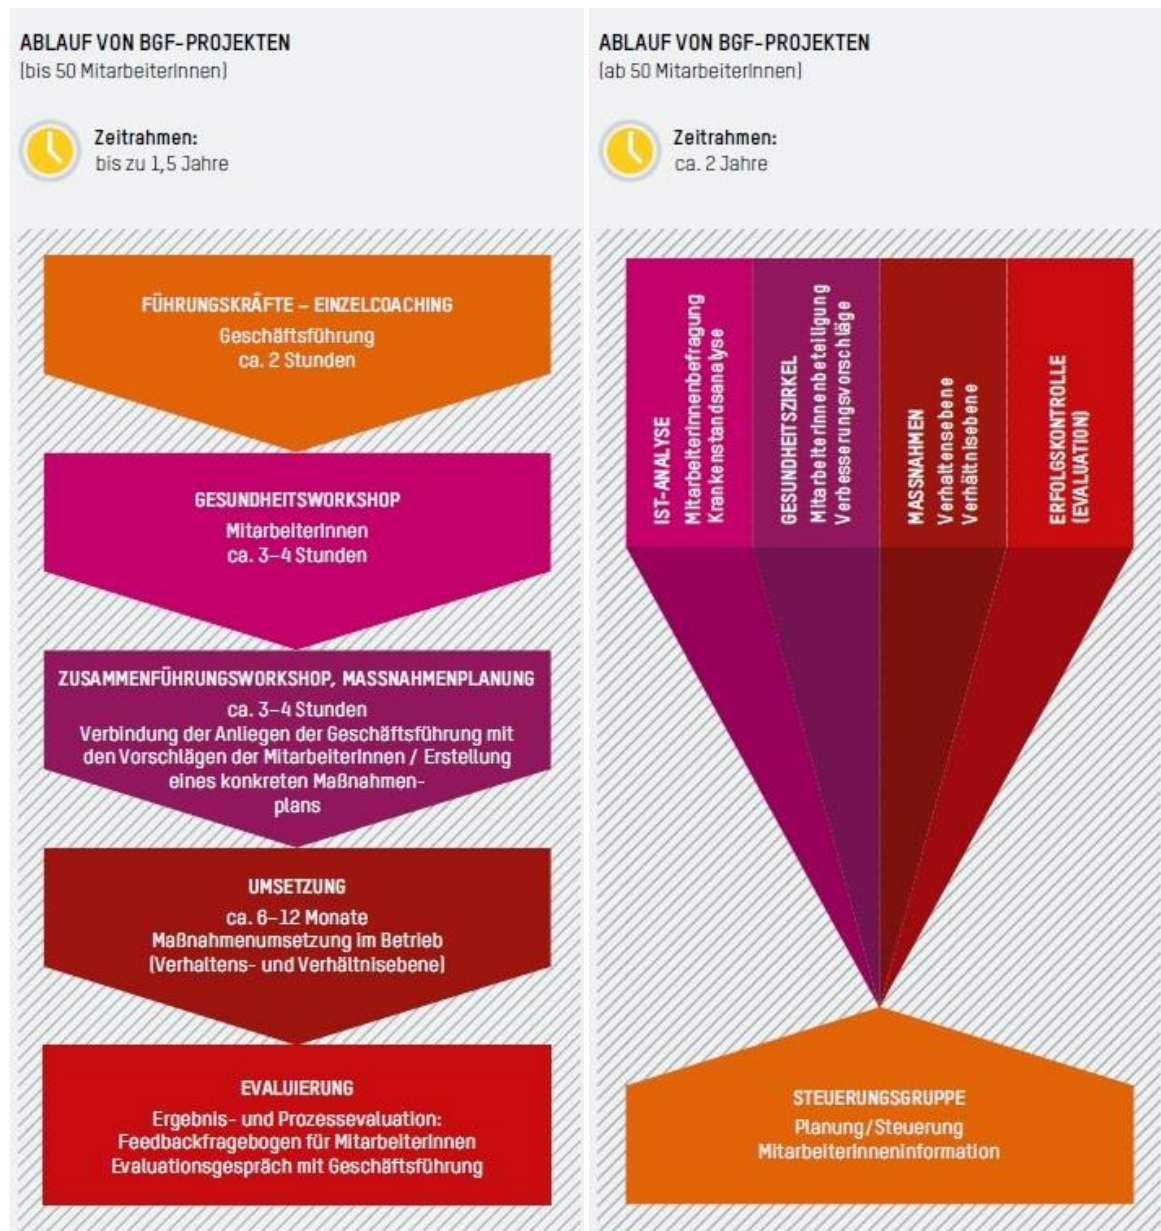 ABLAUF VON BGF-PROJEKTEN
(bis 50 MitarbeiterInnen)
Zeitrahmen:
bis zu 1,5 Jahre
FÜHRUNGSKRÄFTE – EINZELCOACHING
Geschäftsführung
ca. 2 Stunden
GESUNDHEITSWORKSHOP
MitarbeiterInnen
ca. 3–4 Stunden
ZUSAMMENFÜHRUNGSWORKSHOP, MASSNAHMENPLANUNG
ca. 3–4 Stunden
Verbindung der Anliegen der Geschäftsführung mit
den Vorschlägen der MitarbeiterInnen / Erstellung
eines konkreten Maßnahmen-
plans
UMSETZUNG
ca. 6–12 Monate
Maßnahmenumsetzung im Betrieb
(Verhaltens- und Verhältnisebene)
EVALUIERUNG
Ergebnis- und Prozessevaluation:
Feedbackfragebogen für MitarbeiterInnen
Evaluationsgespräch mit Geschäftsführung
ABLAUF VON BGF-PROJEKTEN
(ab 50 MitarbeiterInnen)
Zeitrahmen:
ca. 2 Jahre
IST-ANALYSE
MitarbeiterInnenbefragung
Krankenstandsanalyse
GESUNDHEITSZIRKEL
MitarbeiterInnenbeteiligung
Verbesserungsvorschläge
MASSNAHMEN
Verhaltensebene
Verhältnisebene
ERFOLGSKONTROLLE
(EVALUATION)
STEUERUNGSGRUPPE
Planung/Steuerung
MitarbeiterInneninformation